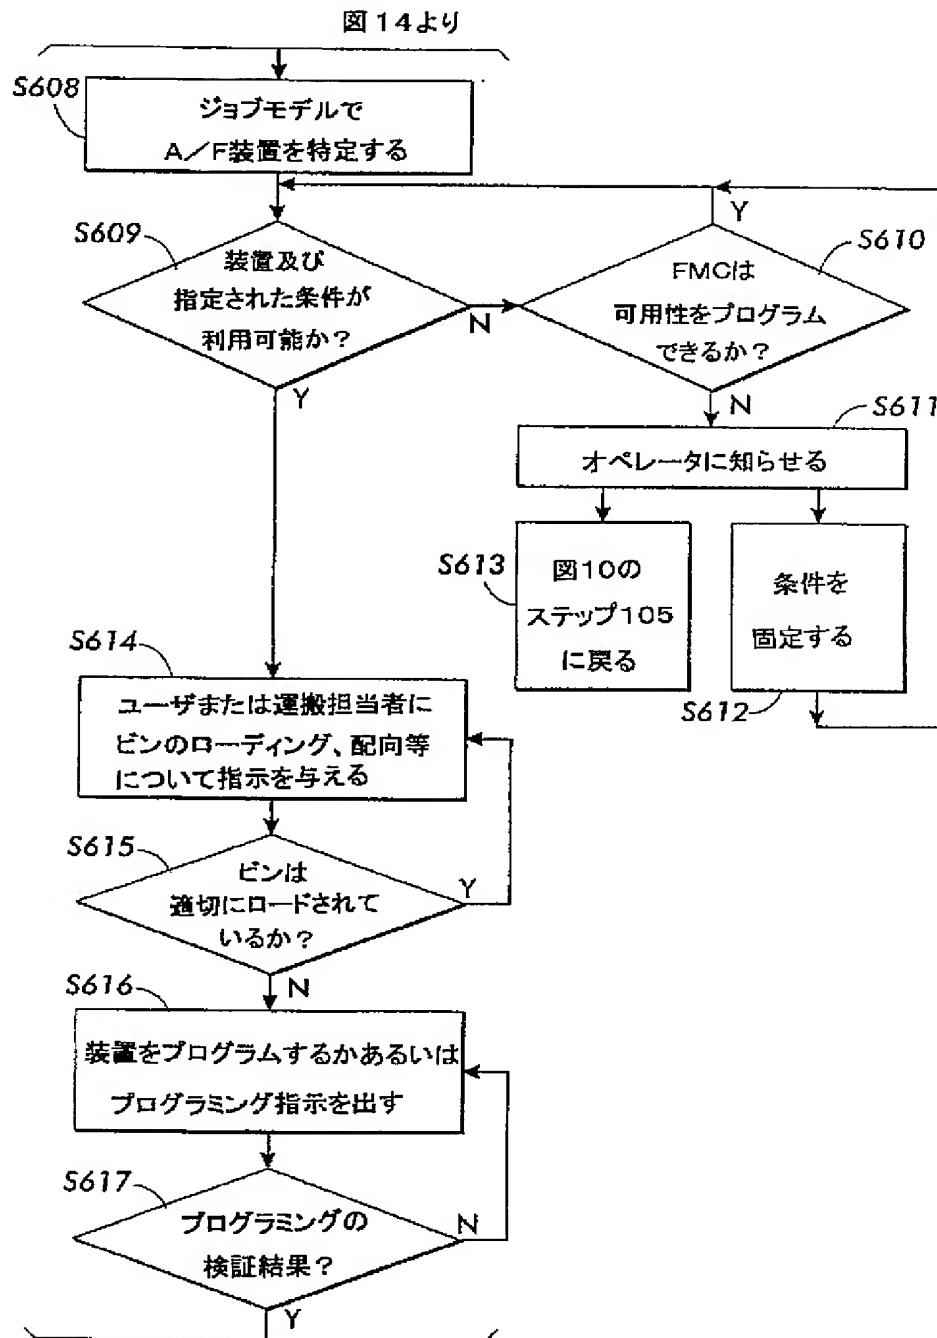 図14より
S608
ジョブモデルで
A/F装置を特定する
S609
装置及び
指定された条件が
利用可能か?
N
Y
Y
S610
FMCは
可用性をプログラム
できるか?
N
S611
オペレータに知らせる
S613
図10の
ステップ105
に戻る
条件を
固定する
S612
S614
ユーザまたは運搬担当者に
ビンのローディング、配向等
について指示を与える
S615
ビンは
適切にロードされて
いるか?
Y
N
S616
装置をプログラムするかあるいは
プログラミング指示を出す
S617
プログラミングの
検証結果?
N
Y